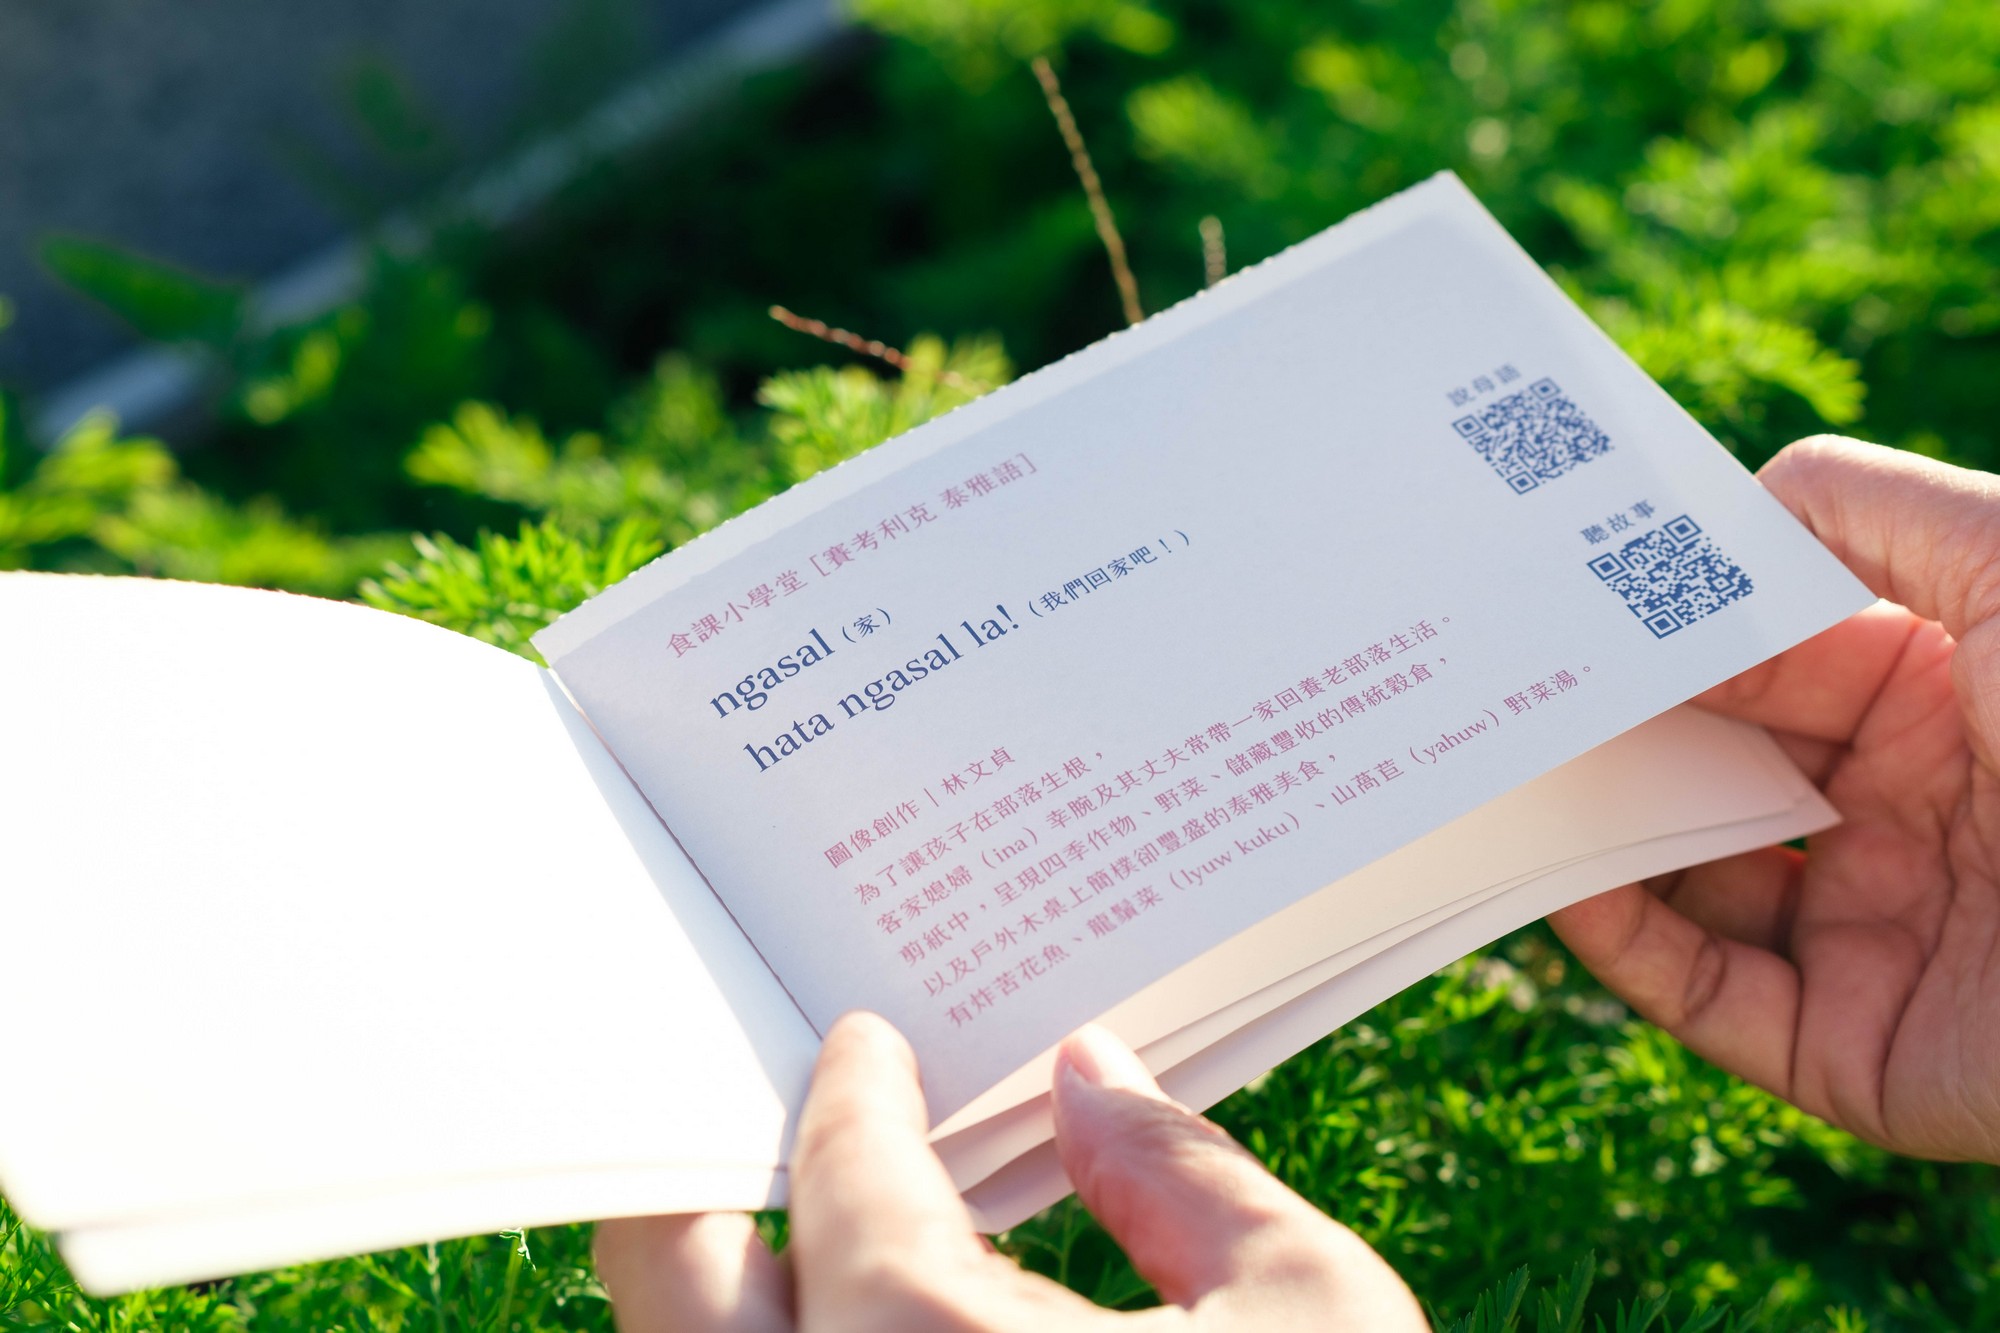 食課小學堂［賽考利克 泰雅語］
ngasal（家）
hata ngasal la!（我們回家吧！）
圖像創作｜林文貞
為了讓孩子在部落生根，
客家媳婦（ina）幸腕及其丈夫常帶一家回養老部落生活。
剪紙中，呈現四季作物、野菜、儲藏豐收的傳統穀倉，
以及戶外木桌上簡樸卻豐盛的泰雅美食，
有炸苦花魚、龍鬚菜（lyuw kuku）、山萵苣（yahuw）野菜湯。
說母語
聽故事